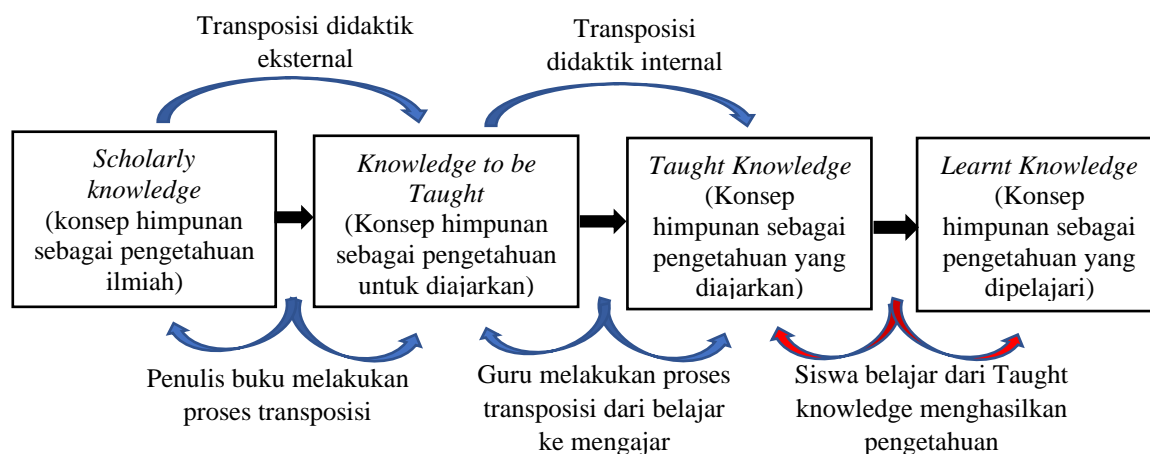 Transposisi didaktik
eksternal
Transposisi
didaktik internal
Scholarly
knowledge
(konsep himpunan
sebagai pengetahuan
ilmiah)
Knowledge to be
Taught
(Konsep himpunan
sebagai pengetahuan
untuk diajarkan)
Taught Knowledge
(Konsep
himpunan sebagai
pengetahuan yang
diajarkan)
Learnt Knowledge
(Konsep
himpunan sebagai
pengetahuan yang
dipelajari)
Penulis buku melakukan
proses transposisi
Guru melakukan proses
transposisi dari belajar
ke mengajar
Siswa belajar dari Taught
knowledge menghasilkan
pengetahuan